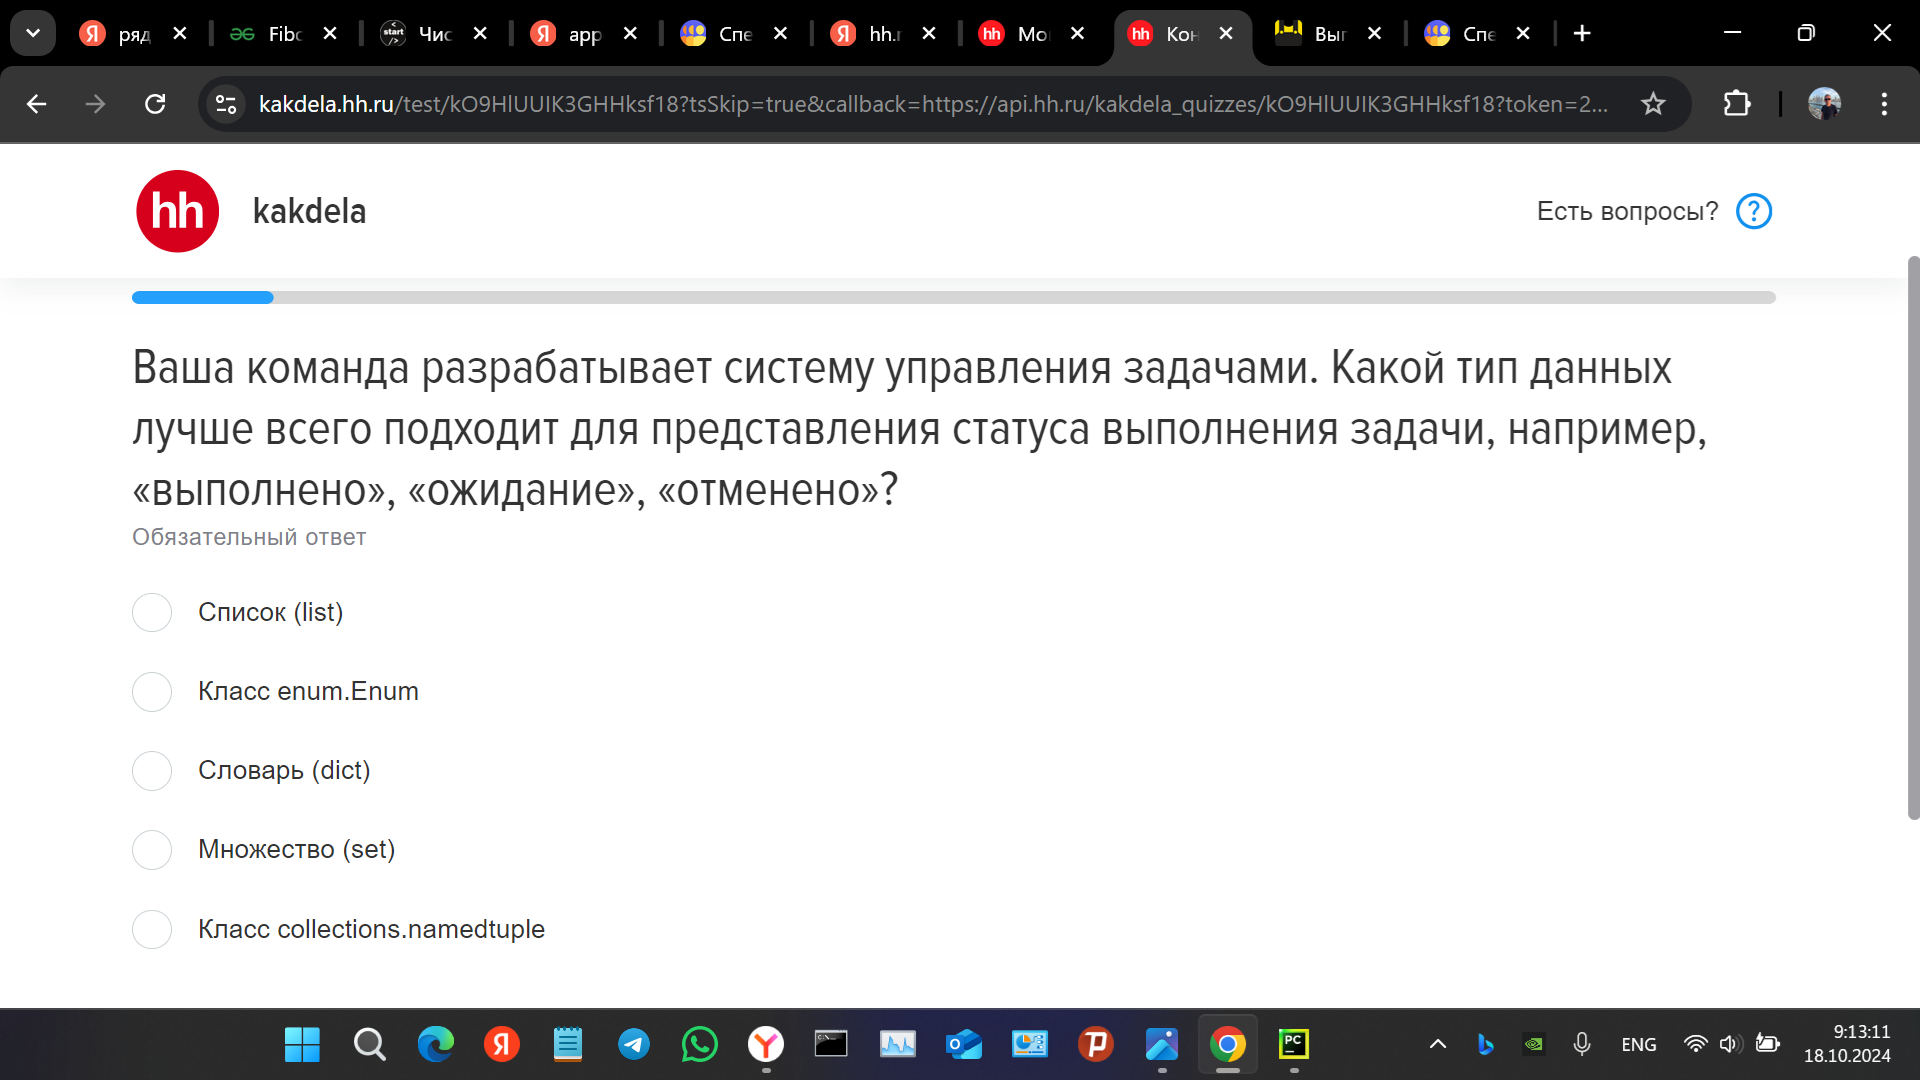 ряд
Fibo
Чис
app
Спе
hh.r
Мо
Кон
Выг
Спе
kakdela.hh.ru/test/kO9HlUUIK3GHHksf18?tsSkip=true&callback=https://api.hh.ru/kakdela_quizzes/kO9HlUUIK3GHHksf18?token=2...
hh
kakdela
Есть вопросы?
Ваша команда разрабатывает систему управления задачами. Какой тип данных
лучше всего подходит для представления статуса выполнения задачи, например,
«выполнено», «ожидание», «отменено»?
Обязательный ответ
Список (list)
Класс enum.Enum
Словарь (dict)
Множество (set)
Класс collections.namedtuple
ENG
9:13:11
18.10.2024